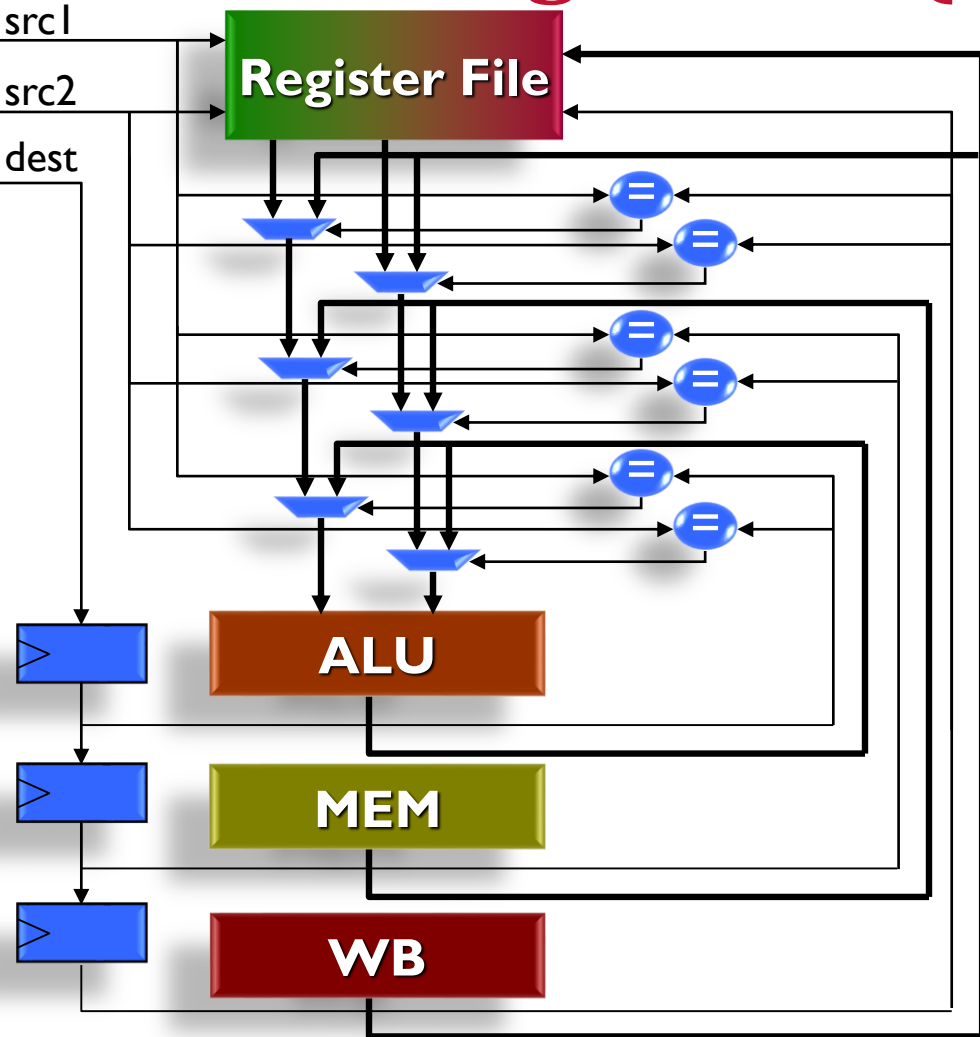 src1
Register File
src2
dest
=
=
=
=
=
=
ALU
MEM
WB